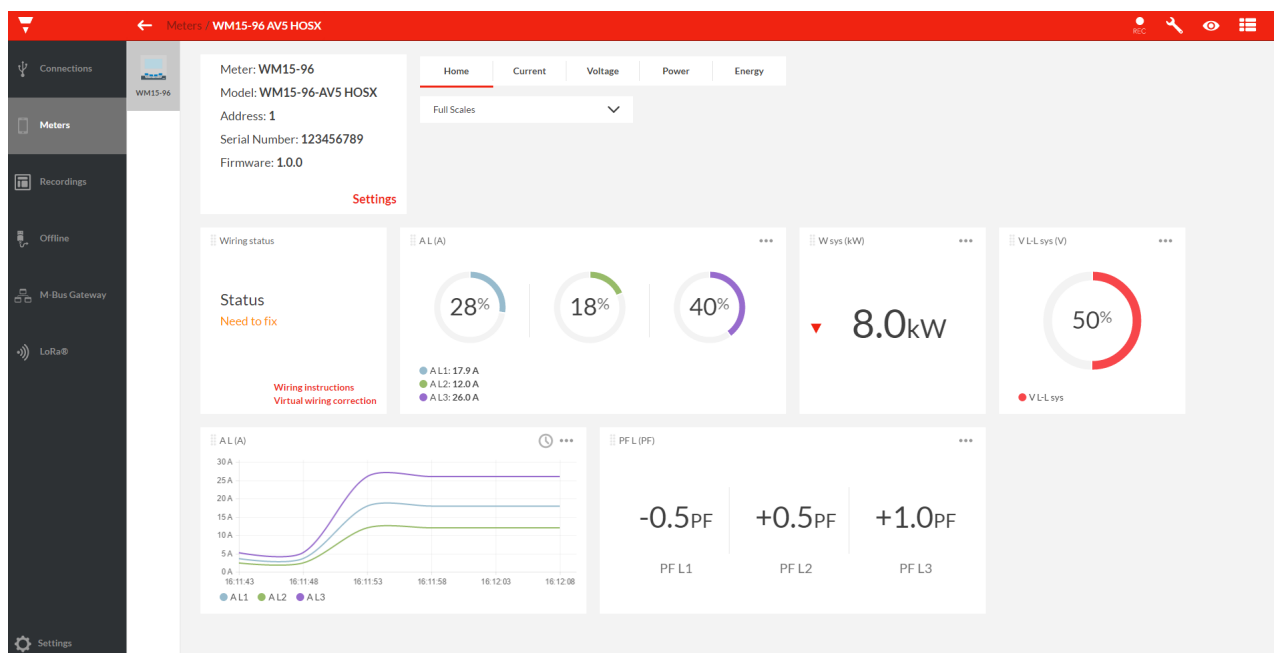 Meters / WM15-96 AV5 HOSX
REC
Connections
Meters
Recordings
Offline
M-Bus Gateway
LoRa®
Settings
WM15-96
Meter: WM15-96
Model: WM15-96-AV5 HOSX
Address: 1
Serial Number: 123456789
Firmware: 1.0.0
Settings
Home Current Voltage Power Energy
Full Scales
Wiring status
Status
Need to fix
Wiring instructions
Virtual wiring correction
A L (A)
28% 18% 40%
A L1: 17.9 A
A L2: 12.0 A
A L3: 26.0 A
W sys (kW)
8.0kW
V L-L sys (V)
50%
V L-L sys
A L (A)
30 A
25 A
20 A
15 A
10 A
5 A
0 A
16:11:43 16:11:48 16:11:53 16:11:58 16:12:03 16:12:08
A L1 A L2 A L3
PF L (PF)
-0.5PF +0.5PF +1.0PF
PF L1 PF L2 PF L3